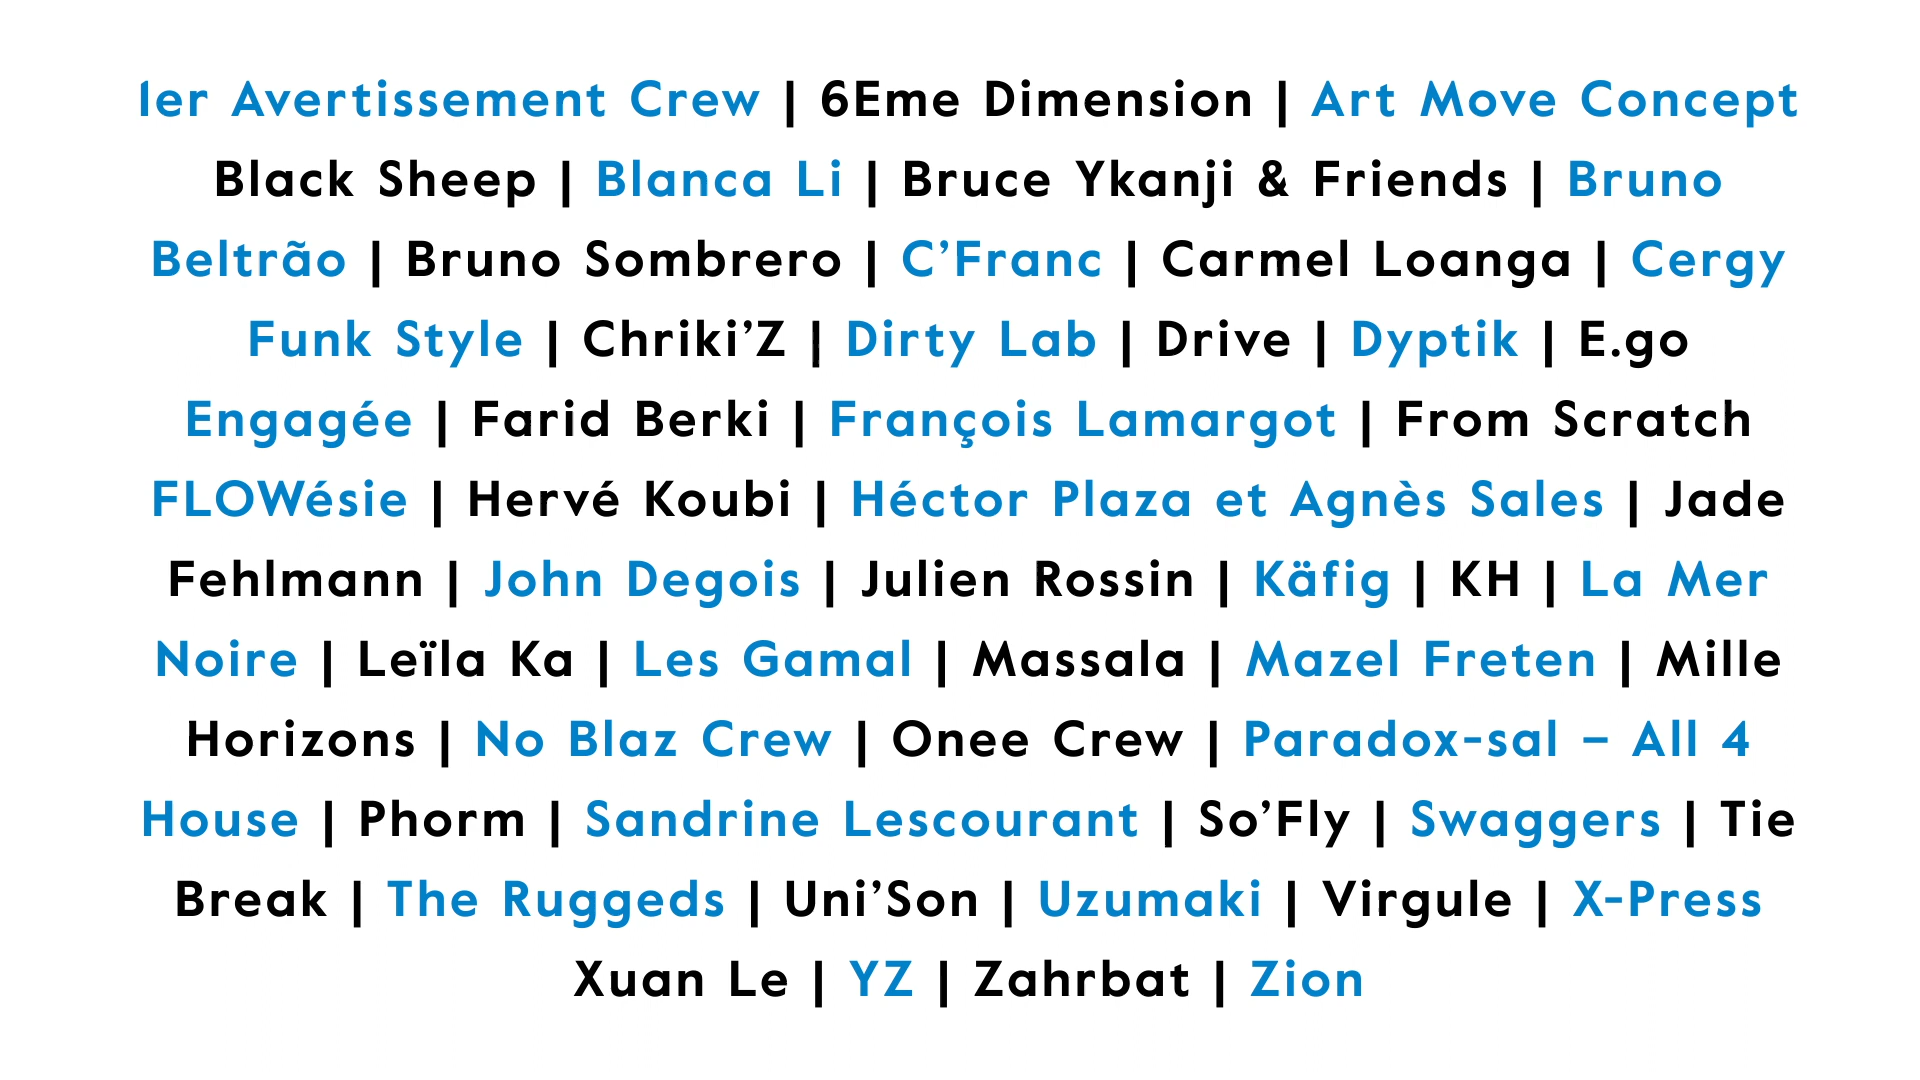 1er Avertissement Crew | 6Eme Dimension | Art Move Concept
Black Sheep | Blanca Li | Bruce Ykanji & Friends | Bruno
Beltrão | Bruno Sombrero | C’Franc | Carmel Loanga | Cergy
Funk Style | Chriki’Z | Dirty Lab | Drive | Dyptik | E.go
Engagée | Farid Berki | François Lamargot | From Scratch
FLOWésie | Hervé Koubi | Héctor Plaza et Agnès Sales | Jade
Fehlmann | John Degois | Julien Rossin | Käfig | KH | La Mer
Noire | Leïla Ka | Les Gamal | Massala | Mazel Freten | Mille
Horizons | No Blaz Crew | Onee Crew | Paradox-sal – All 4
House | Phorm | Sandrine Lescourant | So’Fly | Swaggers | Tie
Break | The Ruggeds | Uni’Son | Uzumaki | Virgule | X-Press
Xuan Le | YZ | Zahrbat | Zion